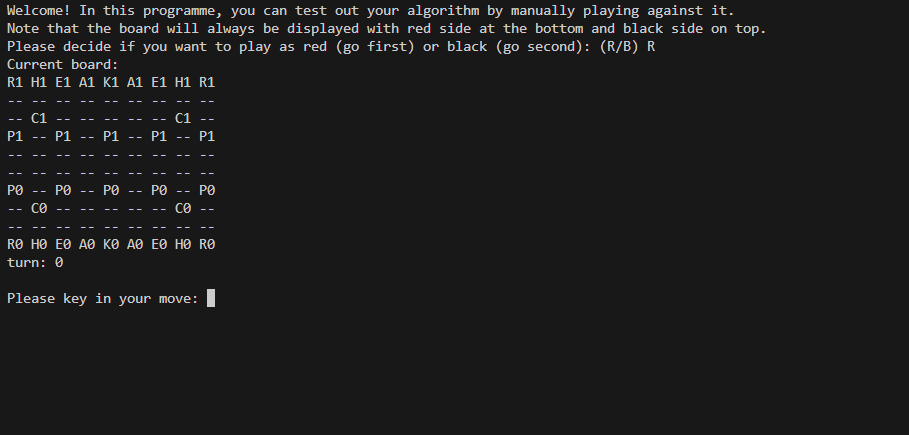 Welcome! In this programme, you can test out your algorithm by manually playing against it.
Note that the board will always be displayed with red side at the bottom and black side on top.
Please decide if you want to play as red (go first) or black (go second): (R/B) R
Current board:
R1 H1 E1 A1 K1 A1 E1 H1 R1
-- -- -- -- -- -- -- -- --
-- C1 -- -- -- -- -- C1 --
P1 -- P1 -- P1 -- P1 -- P1
-- -- -- -- -- -- -- -- --
-- -- -- -- -- -- -- -- --
P0 -- P0 -- P0 -- P0 -- P0
-- C0 -- -- -- -- -- C0 --
-- -- -- -- -- -- -- -- --
R0 H0 E0 A0 K0 A0 E0 H0 R0
turn: 0
Please key in your move: